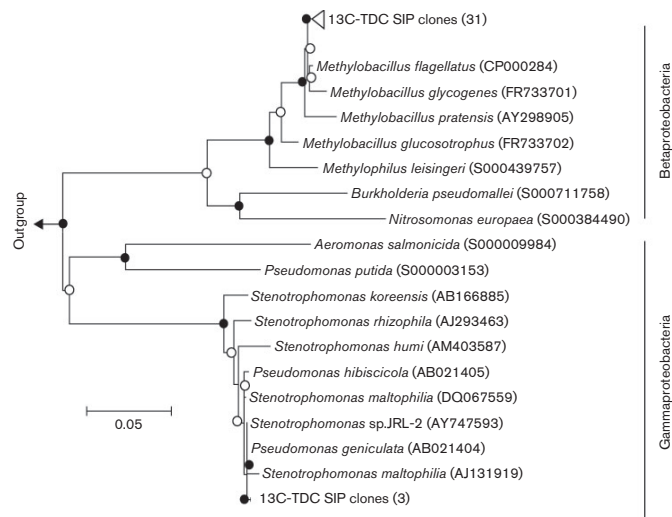 13C-TDC SIP clones (31)
Methylobacillus flagellatus (CP000284)
Methylobacillus glycogenes (FR733701)
Methylobacillus pratensis (AY298905)
Methylobacillus glucosotrophus (FR733702)
Methylophilus leisingeri (S000439757)
Burkholderia pseudomallei (S000711758)
Nitrosomonas europaea (S000384490)
Betaproteobacteria
Outgroup
Aeromonas salmonicida (S000009984)
Pseudomonas putida (S000003153)
Stenotrophomonas koreensis (AB166885)
Stenotrophomonas rhizophila (AJ293463)
Stenotrophomonas humi (AM403587)
Pseudomonas hibiscicola (AB021405)
Stenotrophomonas maltophilia (DQ067559)
Stenotrophomonas sp.JRL-2 (AY747593)
Pseudomonas geniculata (AB021404)
Stenotrophomonas maltophilia (AJ131919)
13C-TDC SIP clones (3)
Gammaproteobacteria
0.05